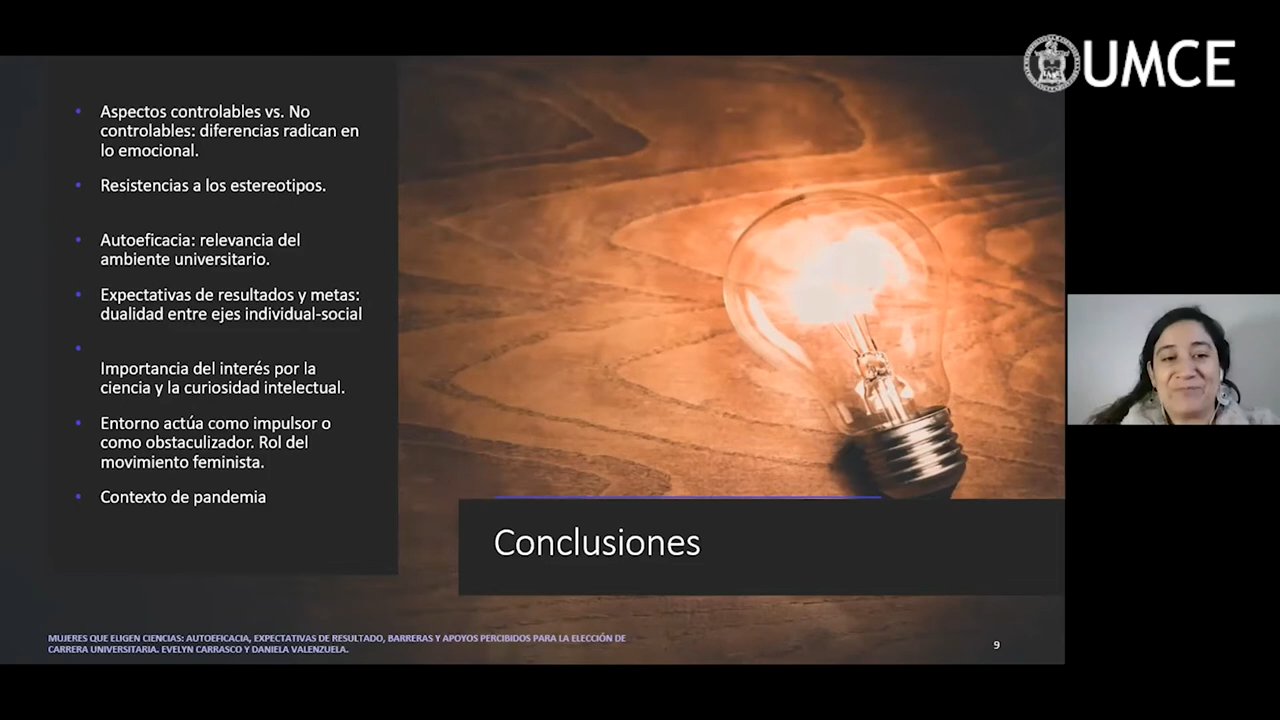 UMCE
• Aspectos controlables vs. No
controlables: diferencias radican en
lo emocional.
• Resistencias a los estereotipos.
• Autoeficacia: relevancia del
ambiente universitario.
• Expectativas de resultados y metas:
dualidad entre ejes individual-social
•
Importancia del interés por la
ciencia y la curiosidad intelectual.
• Entorno actúa como impulsor o
como obstaculizador. Rol del
movimiento feminista.
• Contexto de pandemia
Conclusiones
MUJERES QUE ELIGEN CIENCIAS: AUTOEFICACIA, EXPECTATIVAS DE RESULTADO, BARRERAS Y APOYOS PERCIBIDOS PARA LA ELECCIÓN DE
CARRERA UNIVERSITARIA. EVELYN CARRASCO Y DANIELA VALENZUELA.
9